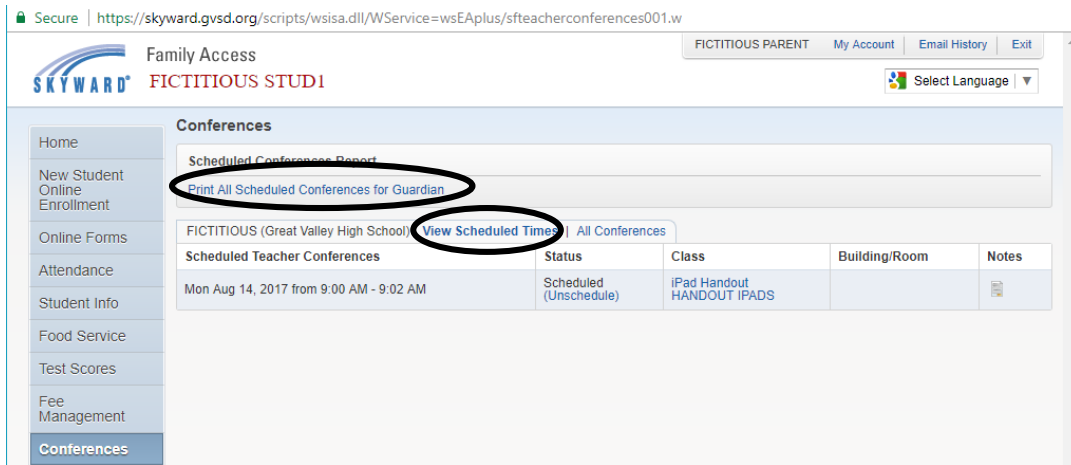 Secure | https://skyward.gvsd.org/scripts/wsisa.dll/WService=wsEAplus/sfteacherconferences001.w
FICTITIOUS PARENT My Account Email History Exit
Family Access
SKYWARD® FICTITIOUS STUD1
Select Language ▼
Conferences
Home
Scheduled Conferences Report
New Student
Online
Enrollment
Print All Scheduled Conferences for Guardian
Online Forms
FICTITIOUS (Great Valley High School) View Scheduled Times | All Conferences
Scheduled Teacher Conferences Status Class Building/Room Notes
Attendance
Mon Aug 14, 2017 from 9:00 AM - 9:02 AM
Scheduled
(Unschedule)
iPad Handout
HANDOUT IPADS
Student Info
Food Service
Test Scores
Fee
Management
Conferences